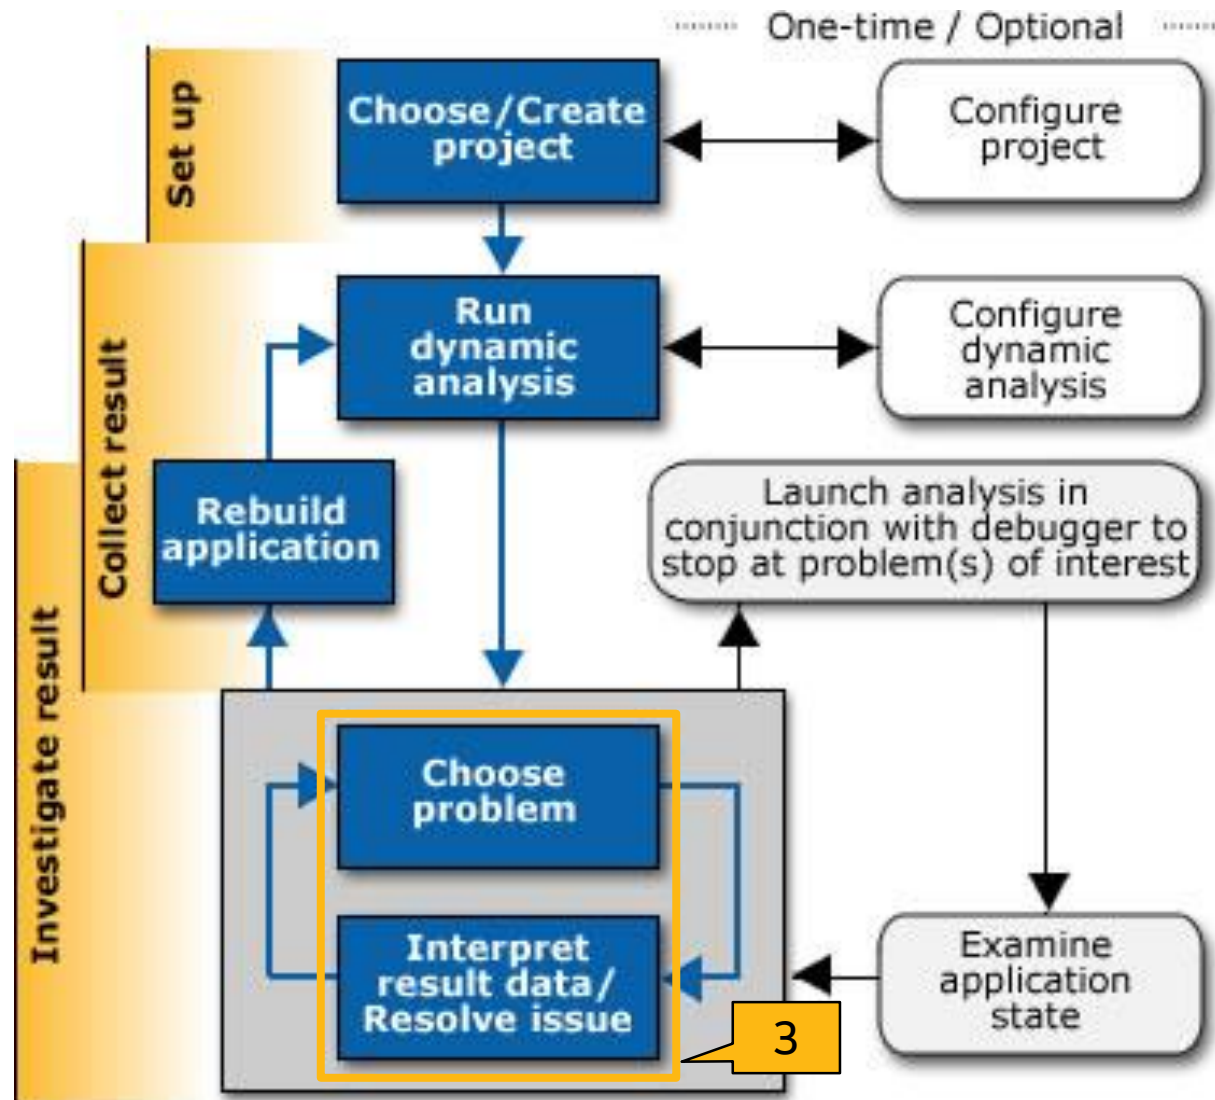 One-time / Optional
Set up
Choose/Create
project
Configure
project
Collect result
Run
dynamic
analysis
Configure
dynamic
analysis
Rebuild
application
Launch analysis in
conjunction with debugger to
stop at problem(s) of interest
Investigate result
Choose
problem
Interpret
result data/
Resolve issue
3
Examine
application
state